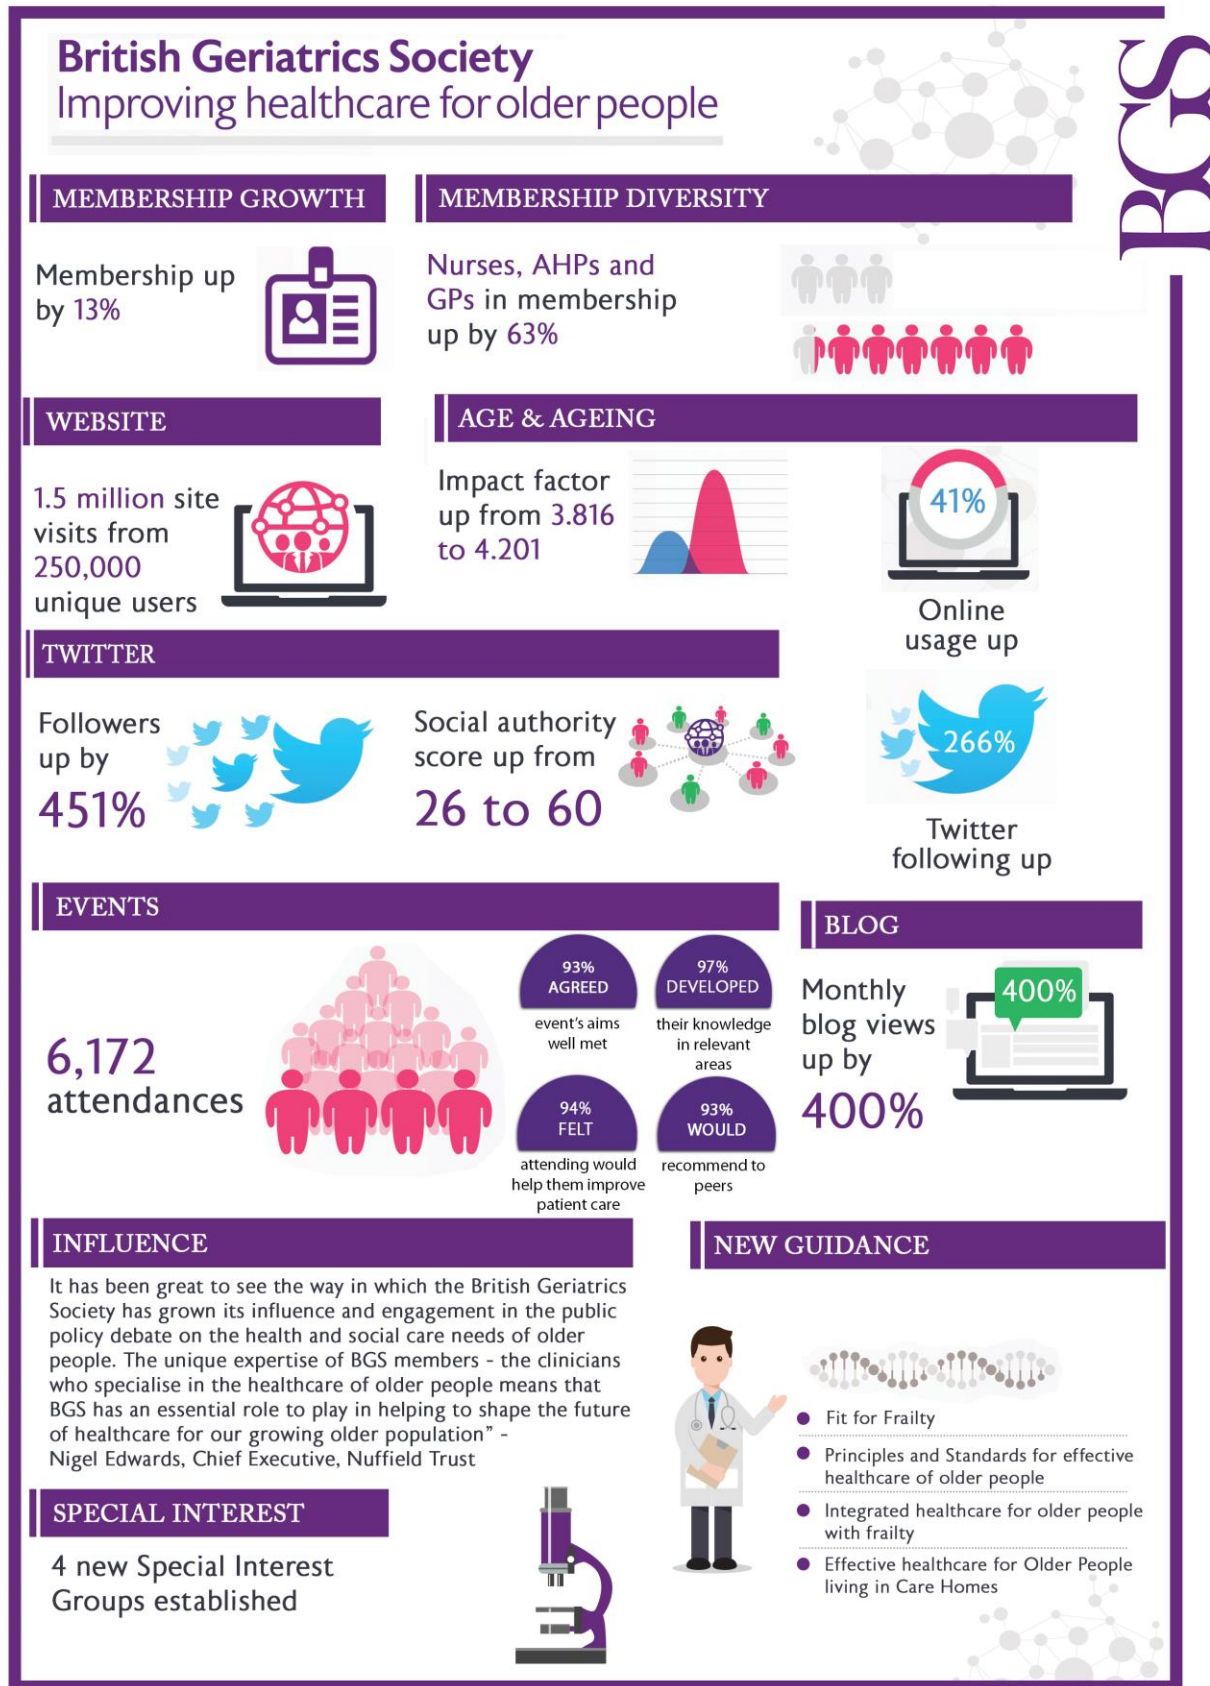 British Geriatrics Society
Improving healthcare for older people
BGS
MEMBERSHIP GROWTH
Membership up
by 13%
MEMBERSHIP DIVERSITY
Nurses, AHPs and
GPs in membership
up by 63%
WEBSITE
1.5 million site
visits from
250,000
unique users
AGE & AGEING
Impact factor
up from 3.816
to 4.201
41%
Online
usage up
266%
Twitter
following up
TWITTER
Followers
up by
451%
Social authority
score up from
26 to 60
EVENTS
6,172
attendances
93%
AGREED
event's aims
well met
97%
DEVELOPED
their knowledge
in relevant
areas
94%
FELT
attending would
help them improve
patient care
93%
WOULD
recommend to
peers
BLOG
Monthly
blog views
up by
400%
400%
INFLUENCE
It has been great to see the way in which the British Geriatrics
Society has grown its influence and engagement in the public
policy debate on the health and social care needs of older
people. The unique expertise of BGS members - the clinicians
who specialise in the healthcare of older people means that
BGS has an essential role to play in helping to shape the future
of healthcare for our growing older population” -
Nigel Edwards, Chief Executive, Nuffield Trust
SPECIAL INTEREST
4 new Special Interest
Groups established
NEW GUIDANCE
Fit for Frailty
Principles and Standards for effective
healthcare of older people
Integrated healthcare for older people
with frailty
Effective healthcare for Older People
living in Care Homes